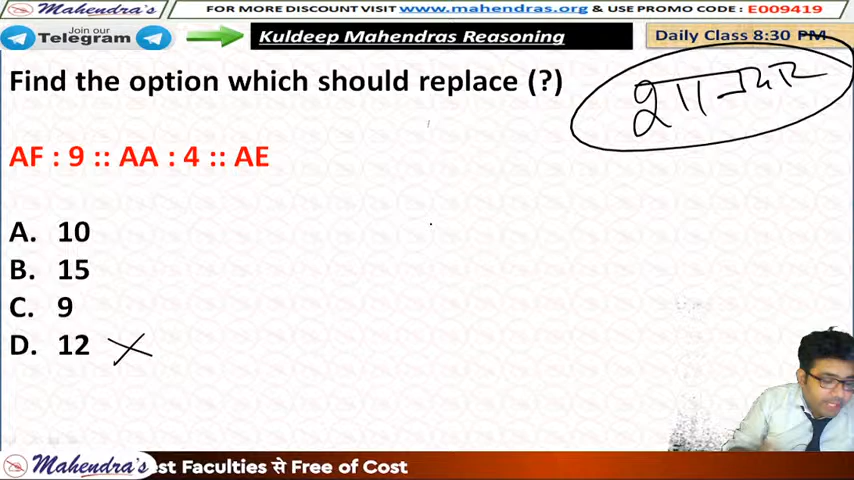 Mahendra's
FOR MORE DISCOUNT VISIT www.mahendras.org & USE PROMO CODE : E009419
Join our
Telegram
Kuldeep Mahendras Reasoning
Daily Class 8:30 PM
Find the option which should replace (?)
AF : 9 :: AA : 4 :: AE
A. 10
B. 15
C. 9
D. 12
Mahendra's
est Faculties से Free of Cost